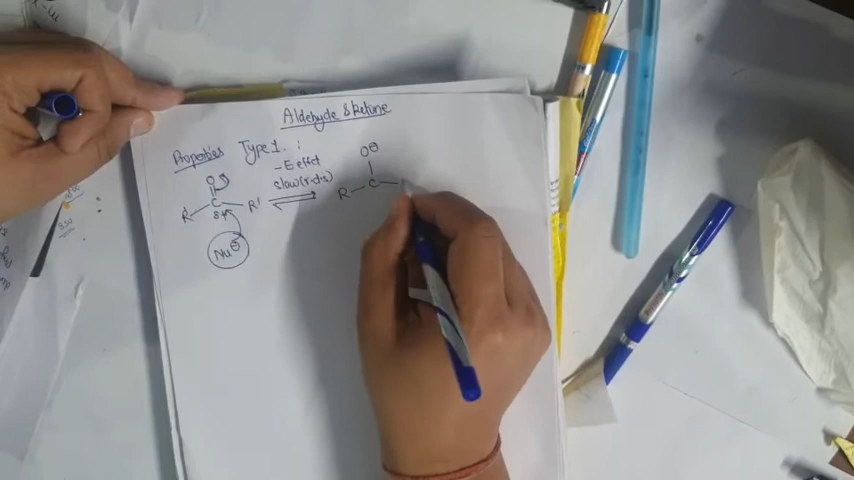 Aldehyde & ketone
Properties Type 1. :
-E effect
slow (r.d.s)
O
C
R R'
δ+
Nu⊖
O⊖
R - C -